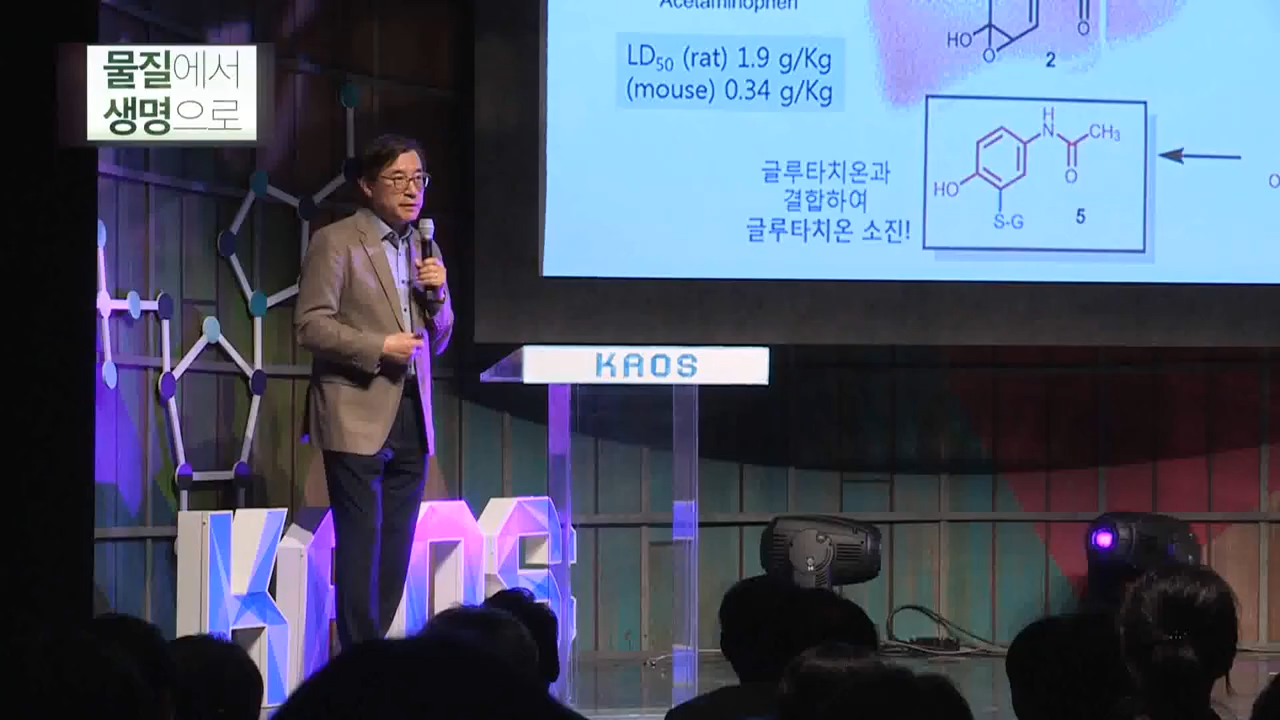 물질에서
생명으로
Acetaminophen
LD₅₀ (rat) 1.9 g/Kg
(mouse) 0.34 g/Kg
HO
O
O
2
글루타치온과
결합하여
글루타치온 소진!
H
N
CH₃
O
HO
S-G
5
KAOS
KAOS